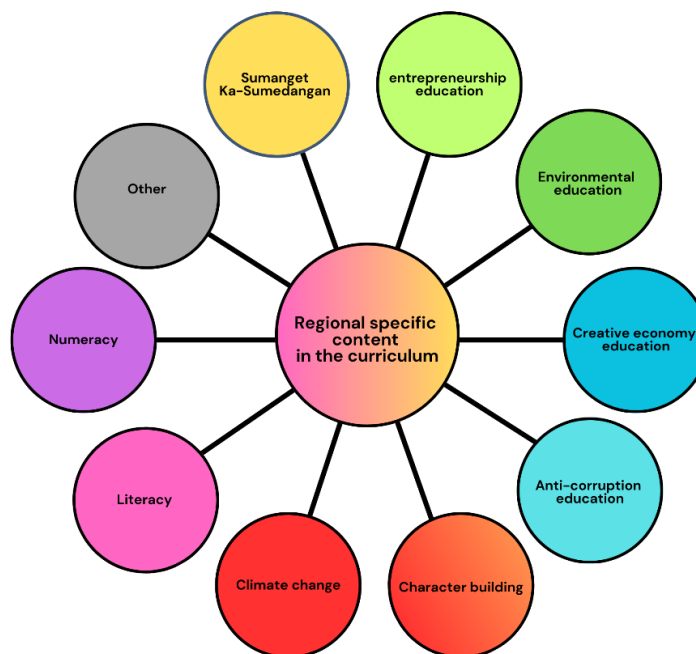 Sumanget
Ka-Sumedangan
entrepreneurship
education
Environmental
education
Creative economy
education
Anti-corruption
education
Character building
Climate change
Literacy
Numeracy
Other
Regional specific
content
in the curriculum